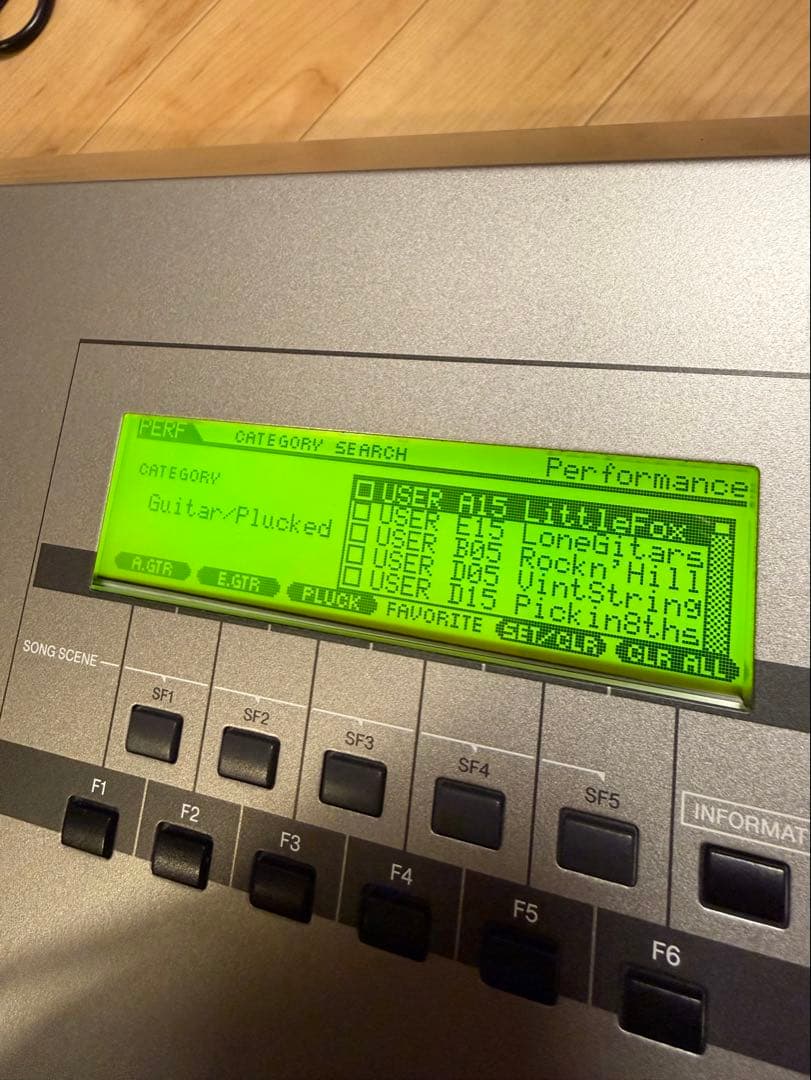 PERF CATEGORY SEARCH
Performance
CATEGORY
Guitar/Plucked
USER A15 LittleFox
USER E15 LoneGitars
USER B05 Rockn'Hill
USER D05 VintString
USER D15 Pickin8ths
A.GTR E.GTR PLUCK FAVORITE SET/CLR CLR ALL
SONG SCENE
SF1 SF2 SF3 SF4 SF5
INFORMAT
F1 F2 F3 F4 F5 F6